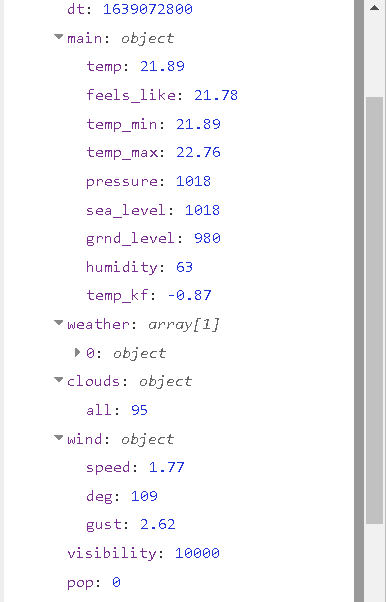 dt: 1639072800
main: object
temp: 21.89
feels_like: 21.78
temp_min: 21.89
temp_max: 22.76
pressure: 1018
sea_level: 1018
grnd_level: 980
humidity: 63
temp_kf: -0.87
weather: array[1]
0: object
clouds: object
all: 95
wind: object
speed: 1.77
deg: 109
gust: 2.62
visibility: 10000
pop: 0